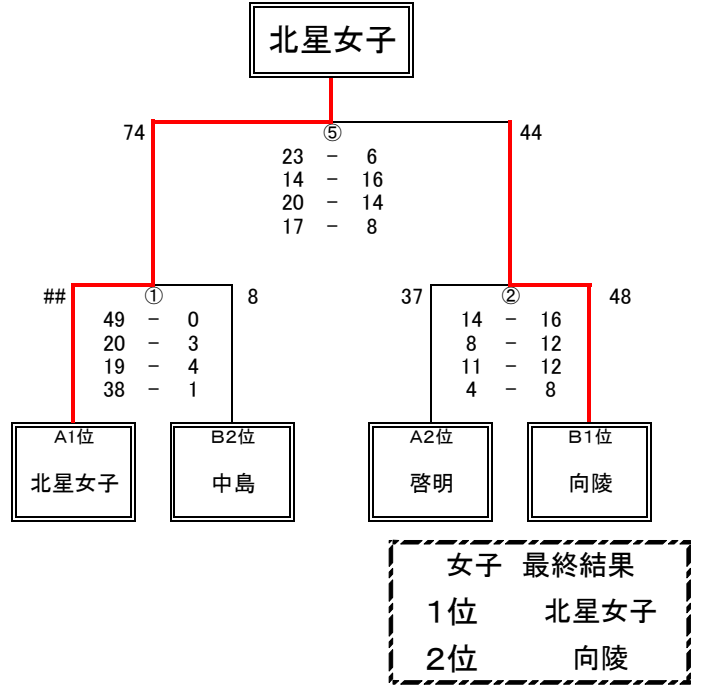 北星女子
74 ⑤ 44
23 － 6
14 － 16
20 － 14
17 － 8
## ① 8 37 ② 48
49 － 0 14 － 16
20 － 3 8 － 12
19 － 4 11 － 12
38 － 1 4 － 8
A1位 B2位 A2位 B1位
北星女子 中島 啓明 向陵
女子 最終結果
1位 北星女子
2位 向陵